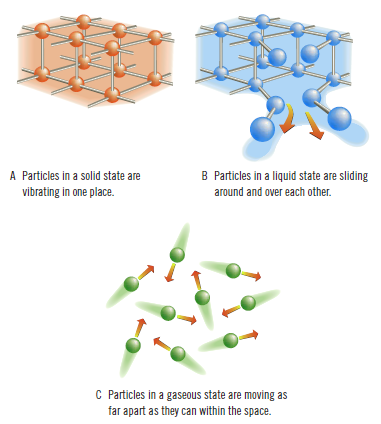 A Particles in a solid state are
vibrating in one place.
B Particles in a liquid state are sliding
around and over each other.
C Particles in a gaseous state are moving as
far apart as they can within the space.